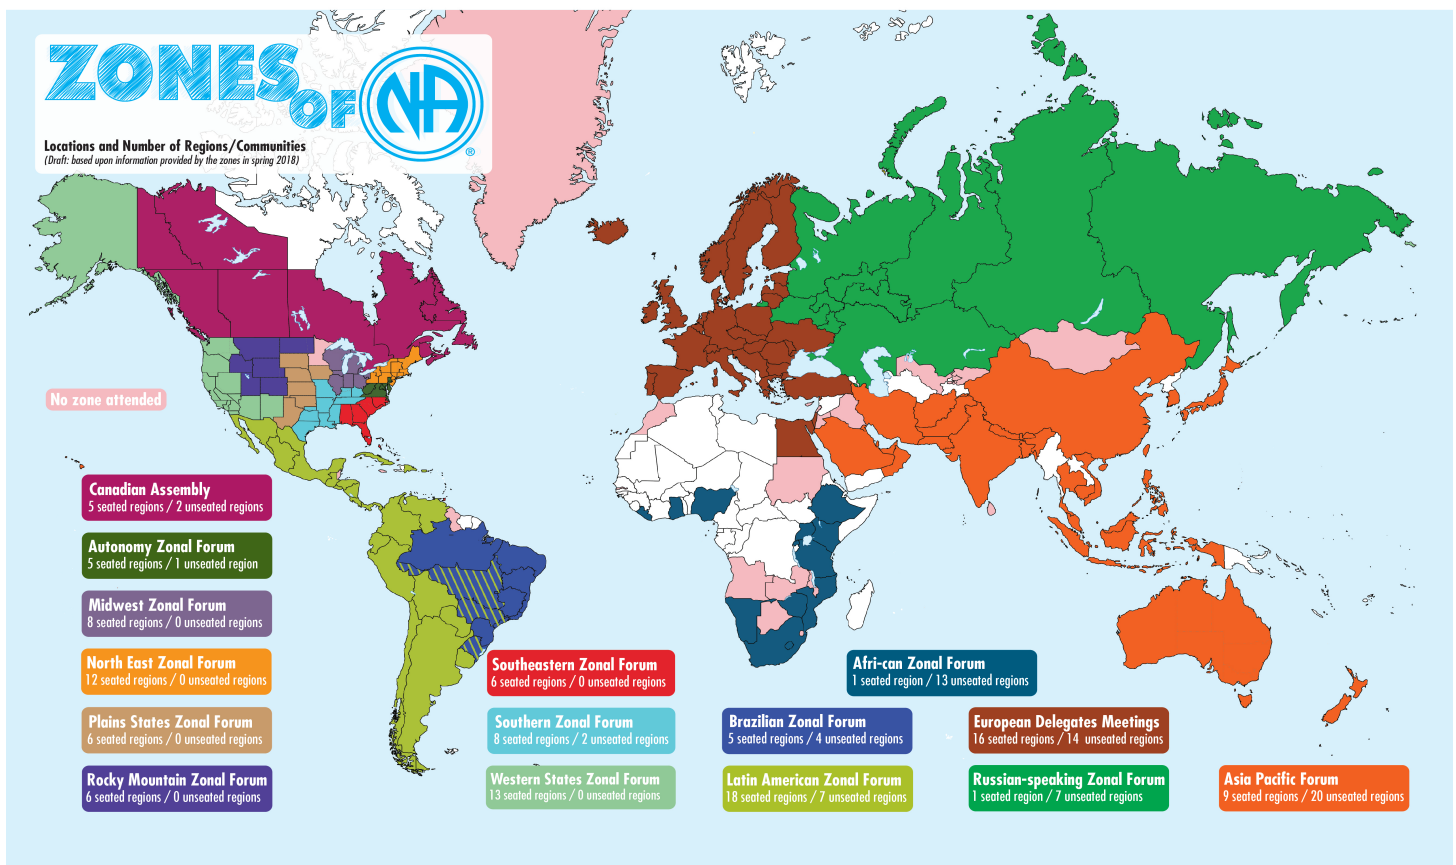 ZONES OF NA ®
Locations and Number of Regions/Communities
(Draft: based upon information provided by the zones in spring 2018)
No zone attended
Canadian Assembly
5 seated regions / 2 unseated regions
Autonomy Zonal Forum
5 seated regions / 1 unseated region
Midwest Zonal Forum
8 seated regions / 0 unseated regions
North East Zonal Forum
12 seated regions / 0 unseated regions
Plains States Zonal Forum
6 seated regions / 0 unseated regions
Rocky Mountain Zonal Forum
6 seated regions / 0 unseated regions
Southeastern Zonal Forum
6 seated regions / 0 unseated regions
Southern Zonal Forum
8 seated regions / 2 unseated regions
Western States Zonal Forum
13 seated regions / 0 unseated regions
Brazilian Zonal Forum
5 seated regions / 4 unseated regions
Latin American Zonal Forum
18 seated regions / 7 unseated regions
Afri-can Zonal Forum
1 seated region / 13 unseated regions
European Delegates Meetings
16 seated regions / 14 unseated regions
Russian-speaking Zonal Forum
1 seated region / 7 unseated regions
Asia Pacific Forum
9 seated regions / 20 unseated regions